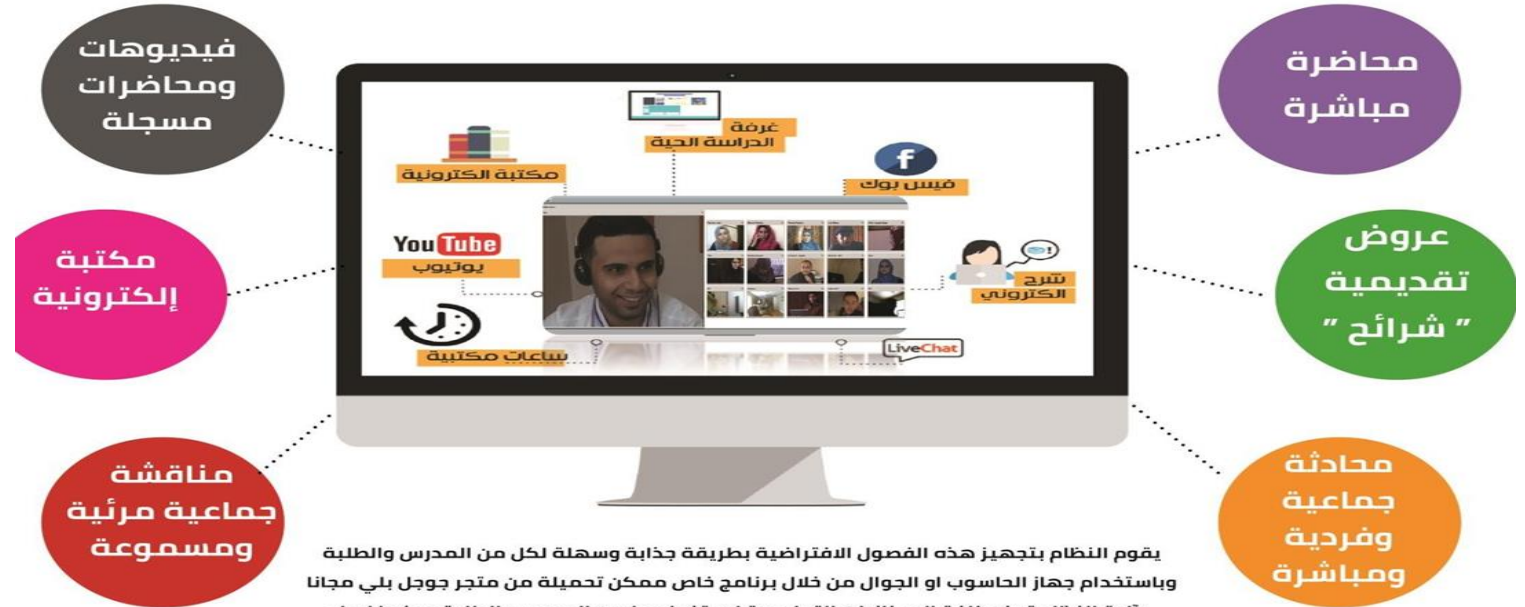 محاضرة
مباشرة
فيديوهات
ومحاضرات
مسجلة
عروض
تقديمية
” شرائح ”
مكتبة
إلكترونية
محادثة
جماعية
وفردية
ومباشرة
مناقشة
جماعية مرئية
ومسموعة
غرفة
الدراسة الحية
فيس بوك
f
مكتبة الكترونية
YouTube
يوتيوب
شرح
الكتروني
ساعات مكتبية
LiveChat
يقوم النظام بتجهيز هذه الفصول الافتراضية بطريقة جذابة وسهلة لكل من المدرس والطلبة
وباستخدام جهاز الحاسوب او الجوال من خلال برنامج خاص ممكن تحميلة من متجر جوجل بلي مجانا